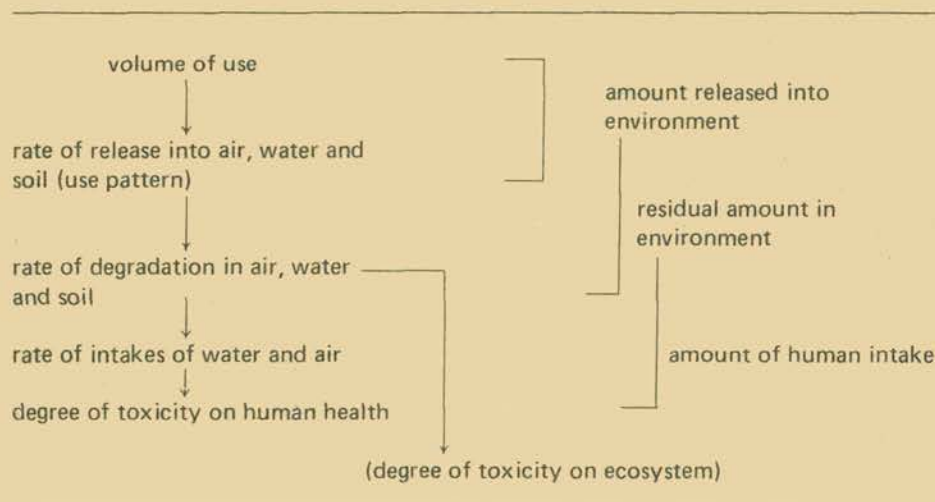 volume of use
amount released into
environment
rate of release into air, water and
soil (use pattern)
residual amount in
environment
rate of degradation in air, water
and soil
rate of intakes of water and air
amount of human intake
degree of toxicity on human health
(degree of toxicity on ecosystem)